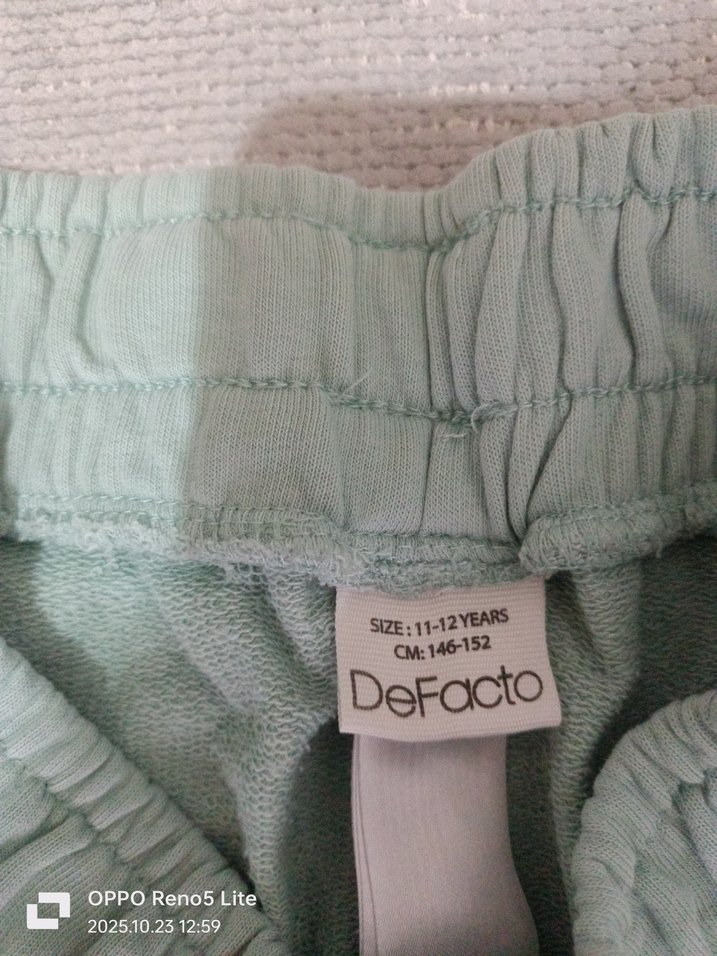 SIZE: 11-12 YEARS
CM: 146-152
DeFacto
OPPO Reno5 Lite
2025.10.23 12:59